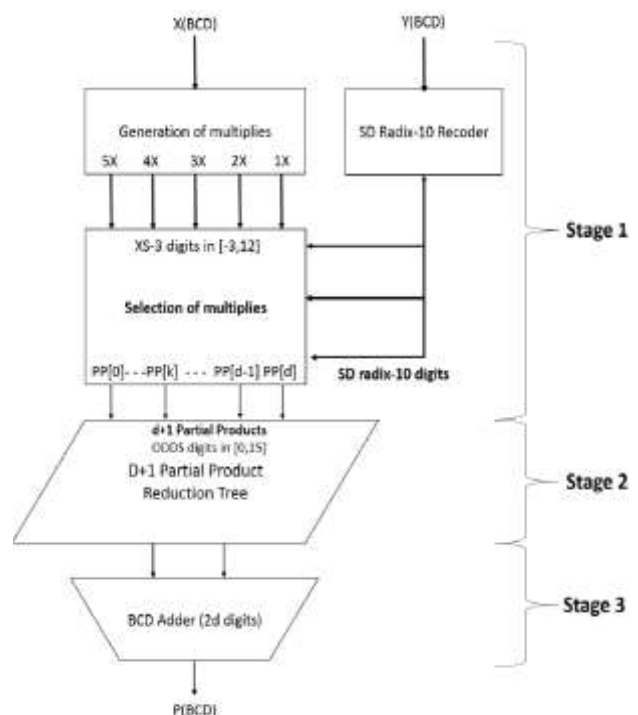 X(BCD)
Y(BCD)
Generation of multiplies
5X 4X 3X 2X 1X
SD Radix-10 Recoder
Stage 1
XS-3 digits in [-3,12]
Selection of multiplies
PP[0]---PP[k] --- PP[d-1] PP[d]
SD radix-10 digits
d+1 Partial Products
ODDS digits in [0,15]
D+1 Partial Product
Reduction Tree
Stage 2
BCD Adder (2d digits)
Stage 3
P(BCD)